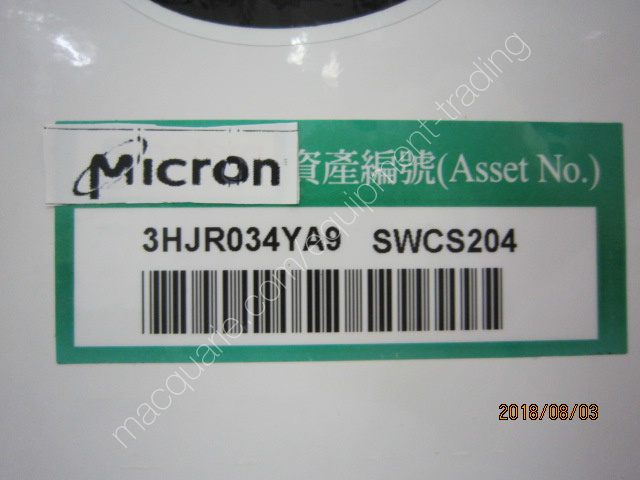 Micron 資產編號(Asset No.)
3HJR034YA9 SWCS204
macquarie.com/equipment-trading
2018/08/03